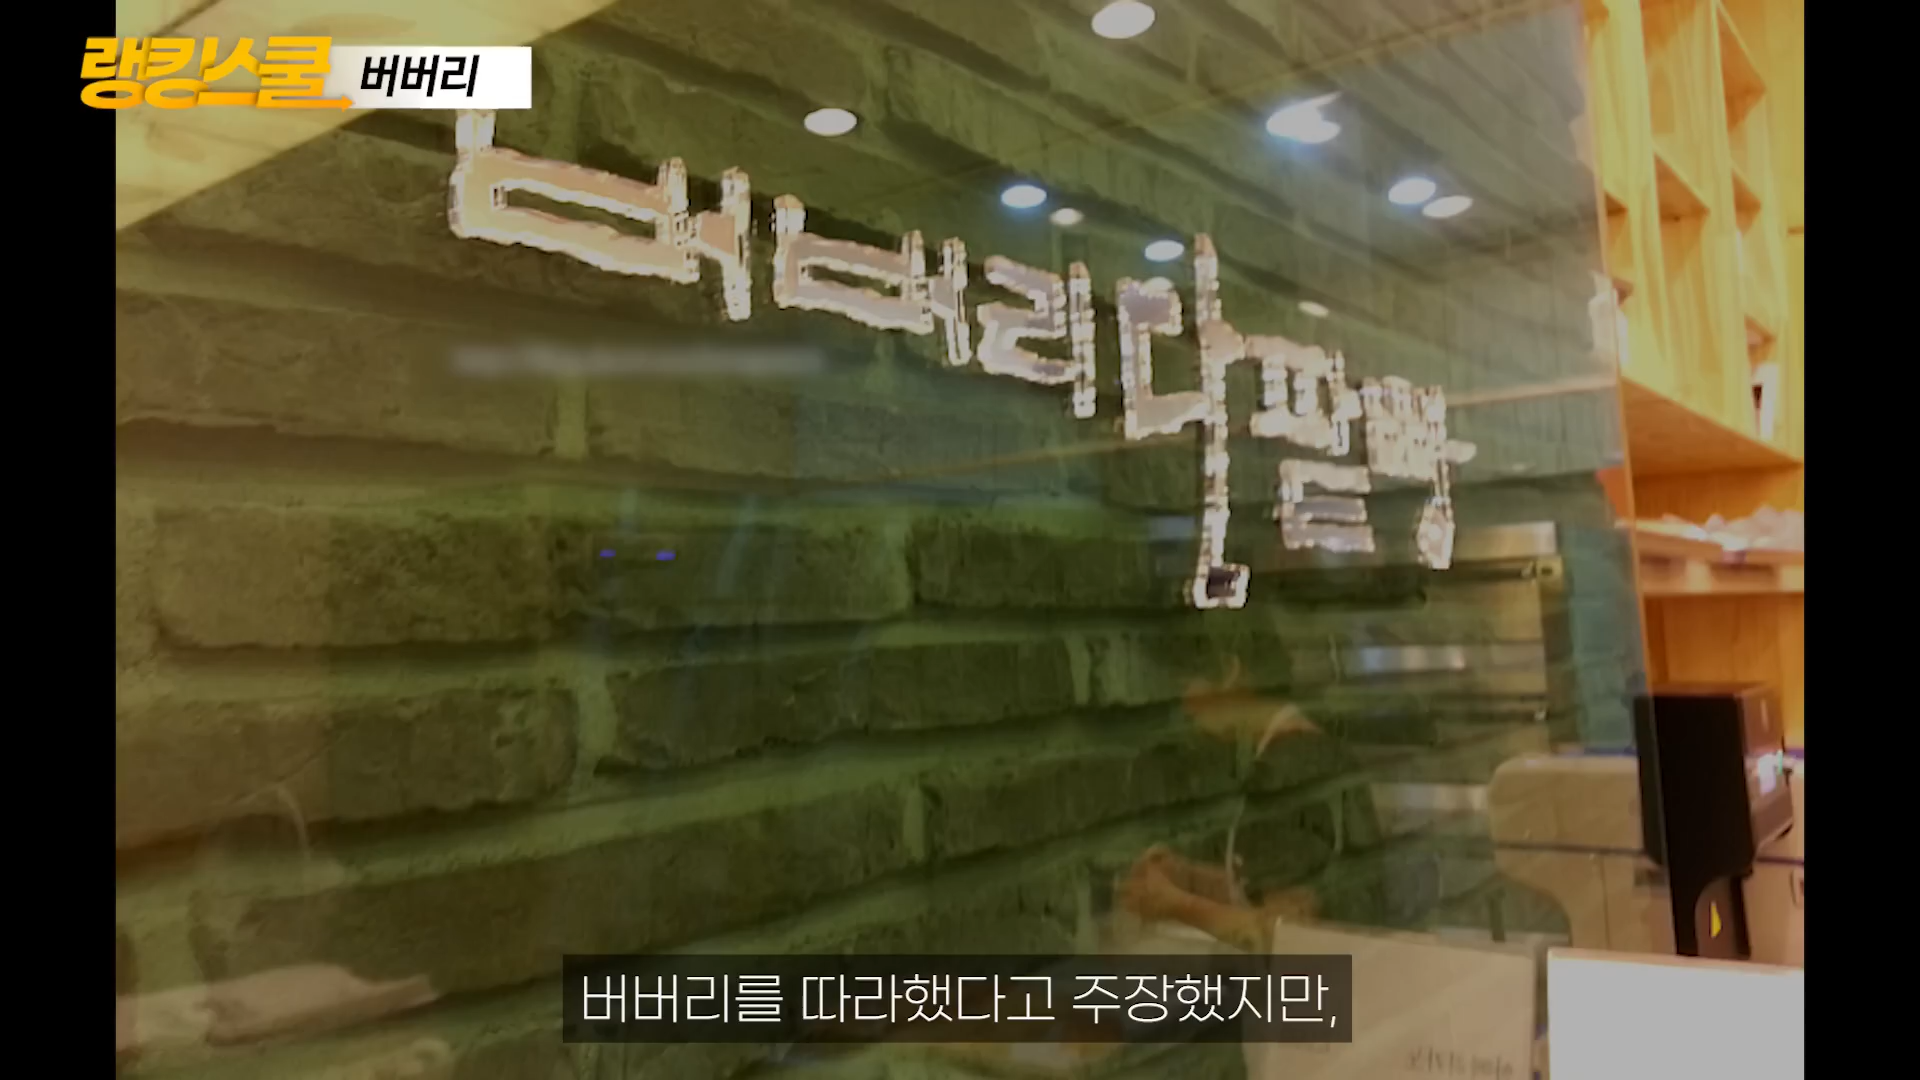 랭킹스쿨 버버리
버버리단팥
버버리를 따라했다고 주장했지만,